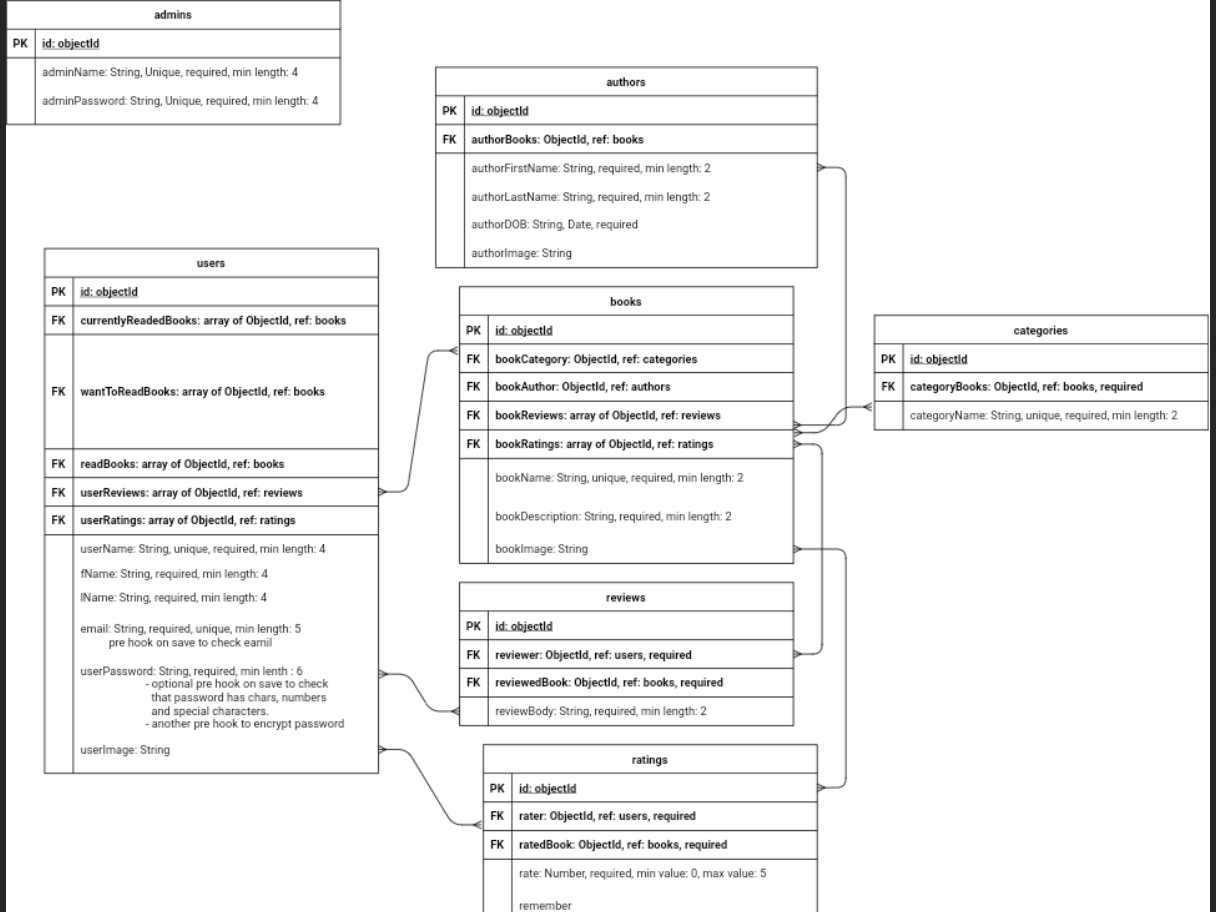 admins
PK id: objectId
adminName: String, Unique, required, min length: 4
adminPassword: String, Unique, required, min length: 4
authors
PK id: objectId
FK authorBooks: ObjectId, ref: books
authorFirstName: String, required, min length: 2
authorLastName: String, required, min length: 2
authorDOB: String, Date, required
authorImage: String
users
PK id: objectId
FK currentlyReadedBooks: array of ObjectId, ref: books
FK wantToReadBooks: array of ObjectId, ref: books
FK readBooks: array of ObjectId, ref: books
FK userReviews: array of ObjectId, ref: reviews
FK userRatings: array of ObjectId, ref: ratings
userName: String, unique, required, min length: 4
fName: String, required, min length: 4
lName: String, required, min length: 4
email: String, required, unique, min length: 5
pre hook on save to check eamil
userPassword: String, required, min lenth : 6
- optional pre hook on save to check
that password has chars, numbers
and special characters.
- another pre hook to encrypt password
userImage: String
books
PK id: objectId
FK bookCategory: ObjectId, ref: categories
FK bookAuthor: ObjectId, ref: authors
FK bookReviews: array of ObjectId, ref: reviews
FK bookRatings: array of ObjectId, ref: ratings
bookName: String, unique, required, min length: 2
bookDescription: String, required, min length: 2
bookImage: String
categories
PK id: objectId
FK categoryBooks: ObjectId, ref: books, required
categoryName: String, unique, required, min length: 2
reviews
PK id: objectId
FK reviewer: ObjectId, ref: users, required
FK reviewedBook: ObjectId, ref: books, required
reviewBody: String, required, min length: 2
ratings
PK id: objectId
FK rater: ObjectId, ref: users, required
FK ratedBook: ObjectId, ref: books, required
rate: Number, required, min value: 0, max value: 5
remember